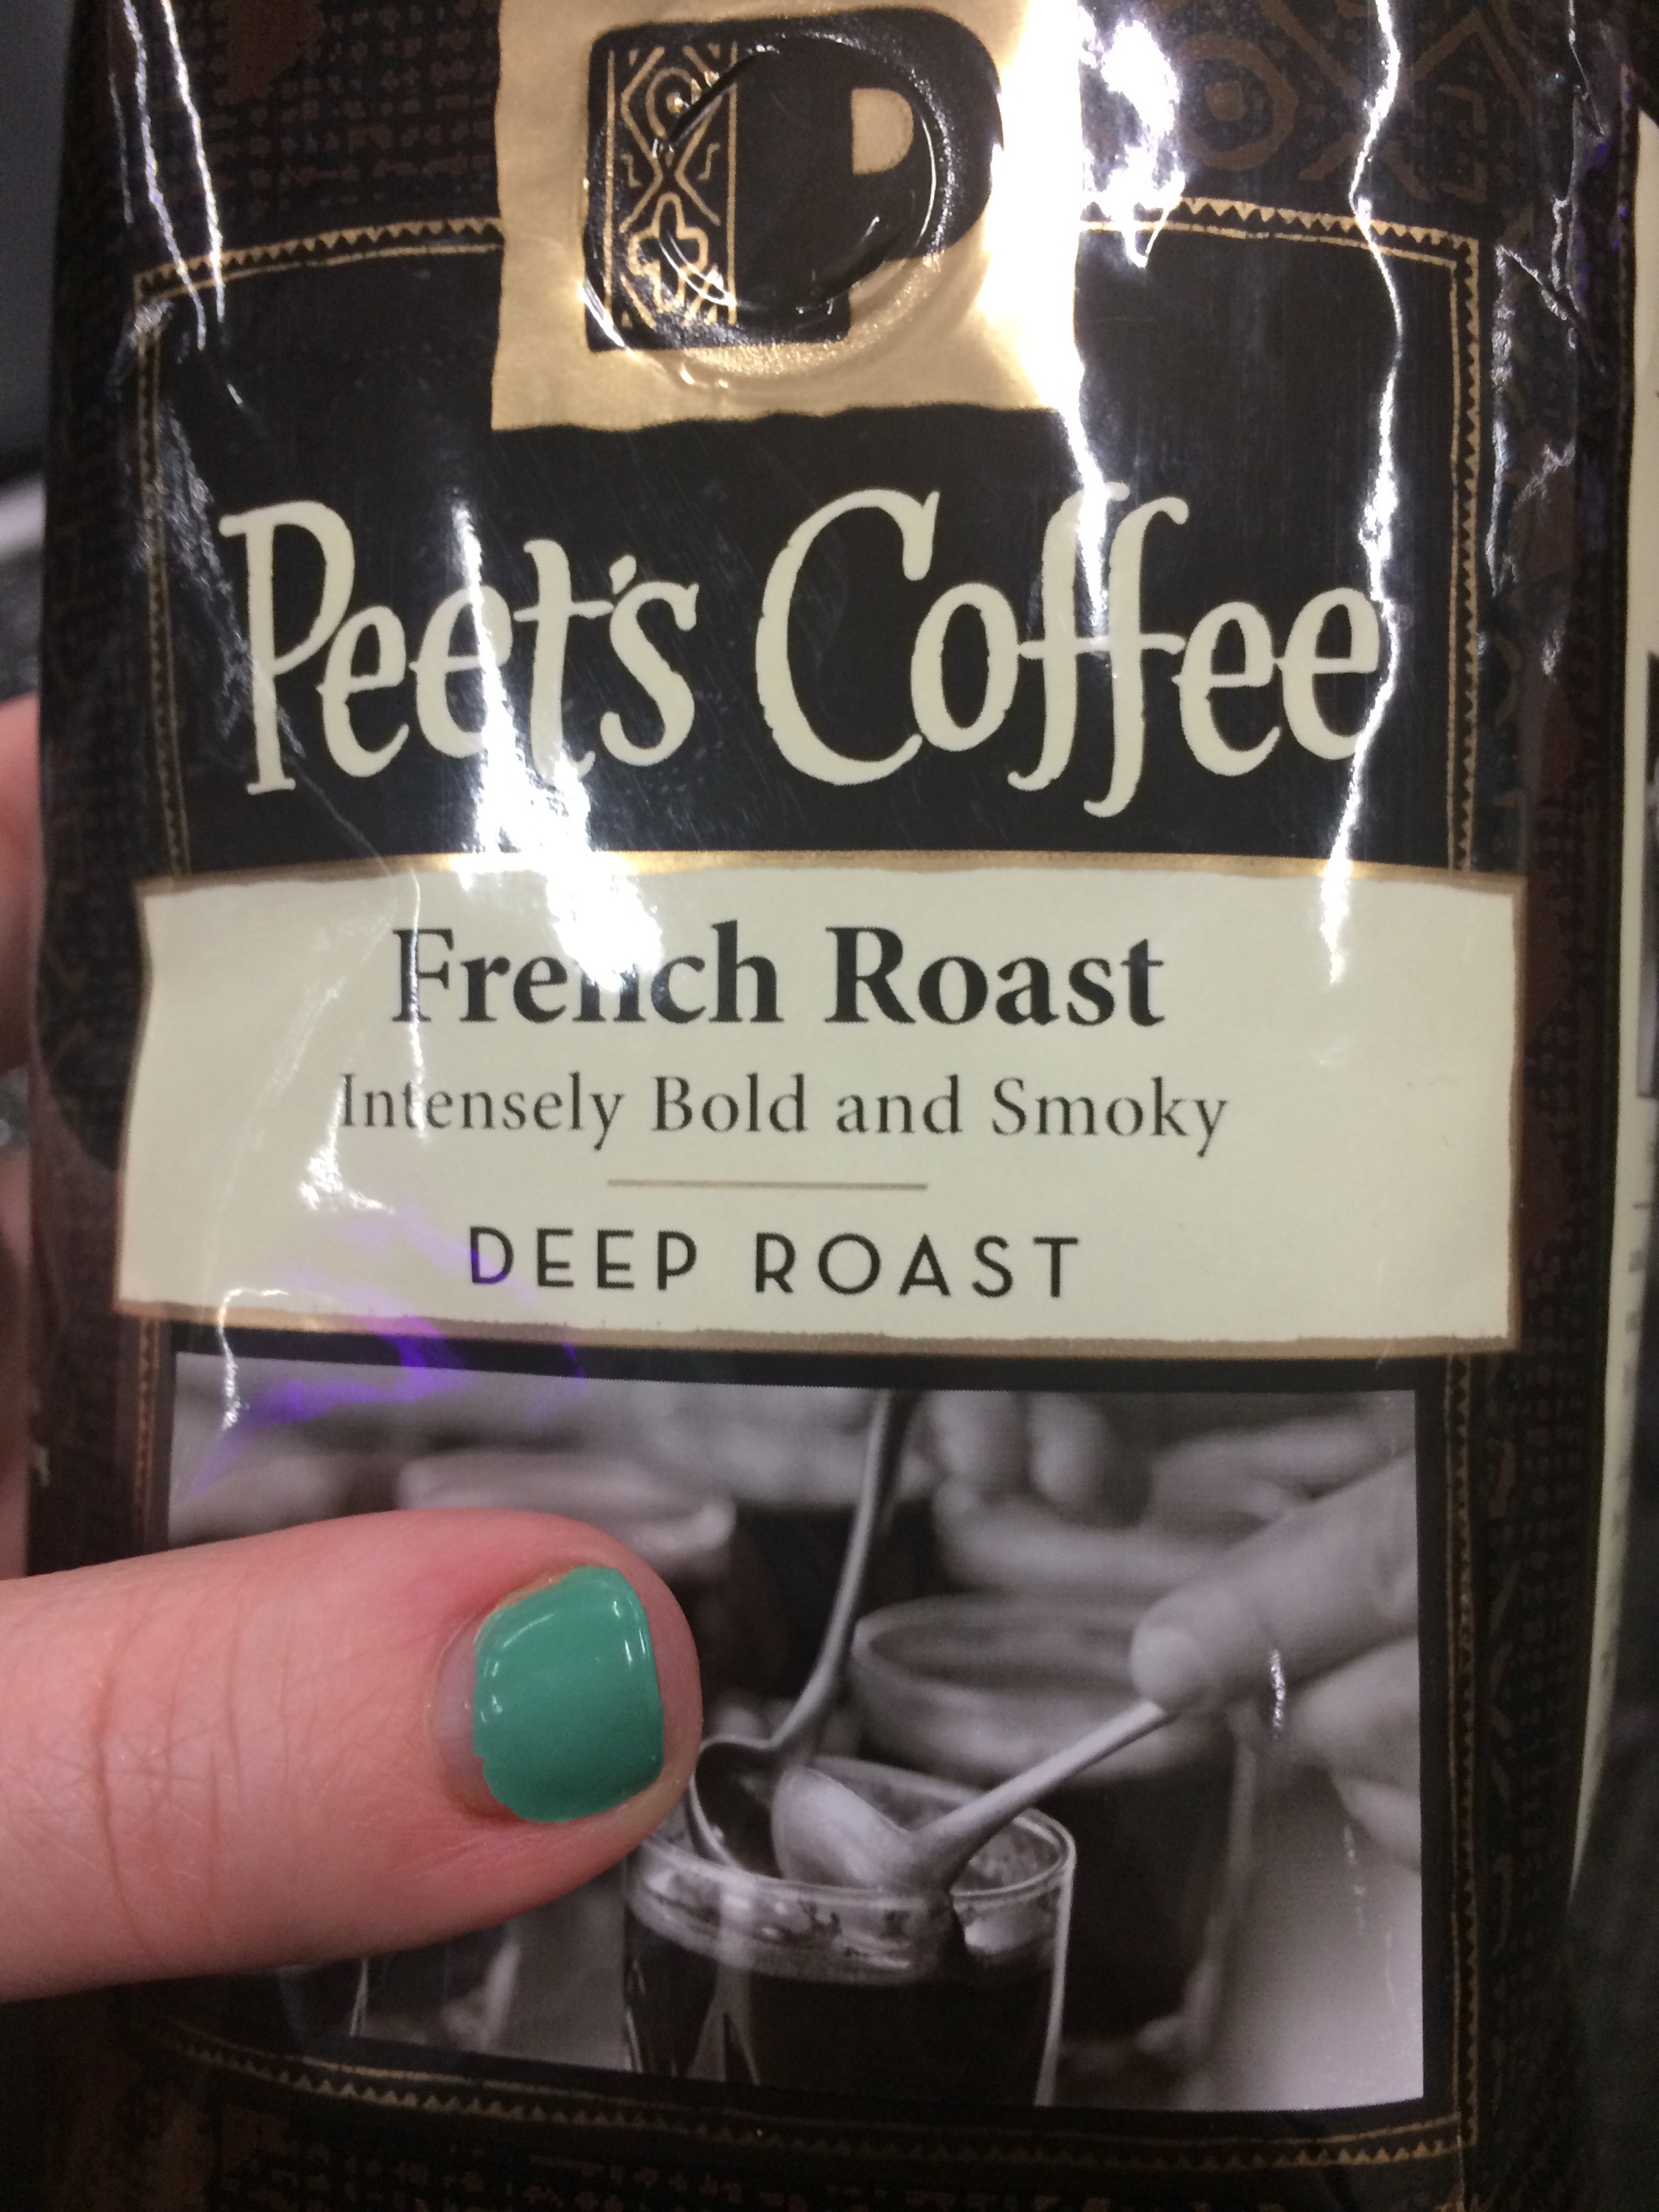 Peet's Coffee
French Roast
Intensely Bold and Smoky
DEEP ROAST